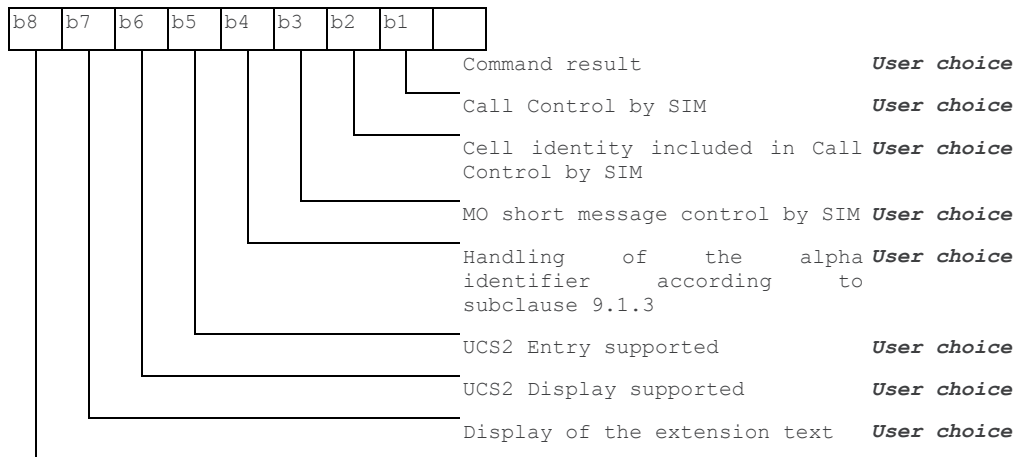 b8 b7 b6 b5 b4 b3 b2 b1
Command result User choice
Call Control by SIM User choice
Cell identity included in Call User choice
Control by SIM
MO short message control by SIM User choice
Handling of the alpha User choice
identifier according to
subclause 9.1.3
UCS2 Entry supported User choice
UCS2 Display supported User choice
Display of the extension text User choice